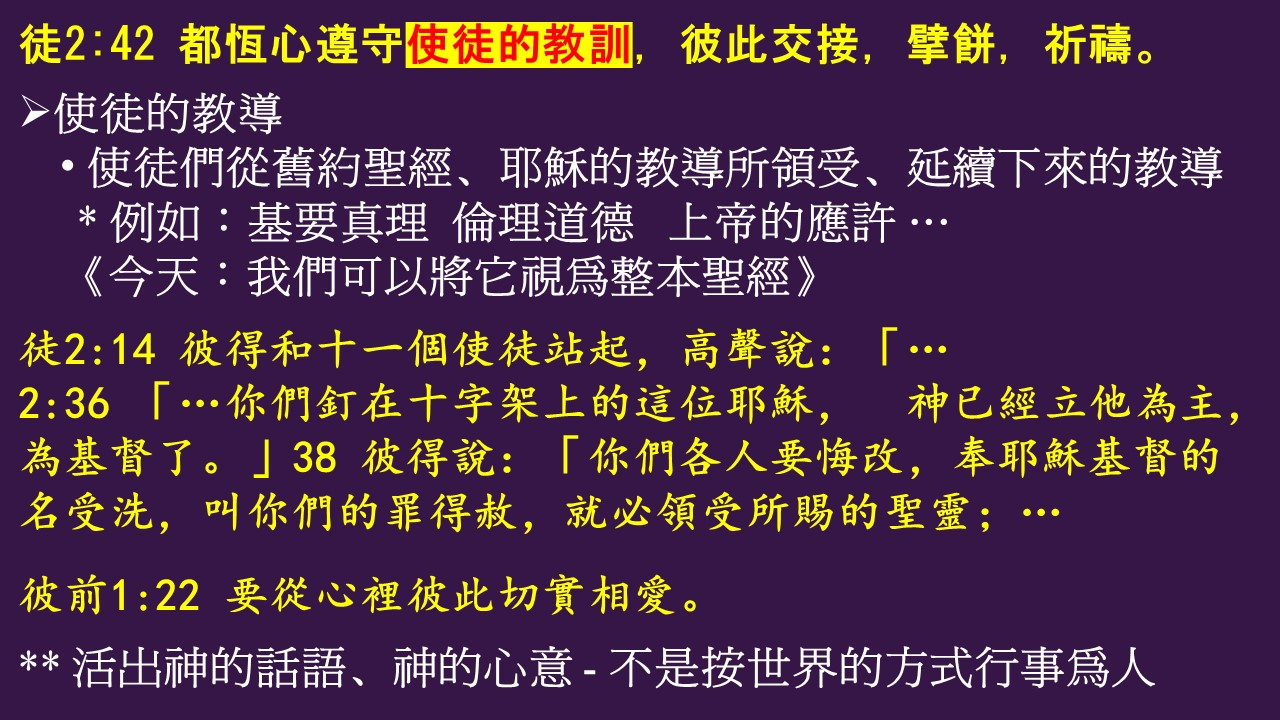 徒2:42 都恆心遵守使徒的教訓, 彼此交接, 擘餅, 祈禱。
➢使徒的教導
• 使徒們從舊約聖經、耶穌的教導所領受、延續下來的教導
* 例如：基要真理 倫理道德 上帝的應許 …
《今天：我們可以將它視爲整本聖經》
徒2:14 彼得和十一個使徒站起, 高聲說: 「…
2:36 「…你們釘在十字架上的這位耶穌, 神已經立他為主,
為基督了。」38 彼得說: 「你們各人要悔改, 奉耶穌基督的
名受洗, 叫你們的罪得赦, 就必領受所賜的聖靈; …
彼前1:22 要從心裡彼此切實相愛。
** 活出神的話語、神的心意 - 不是按世界的方式行事爲人